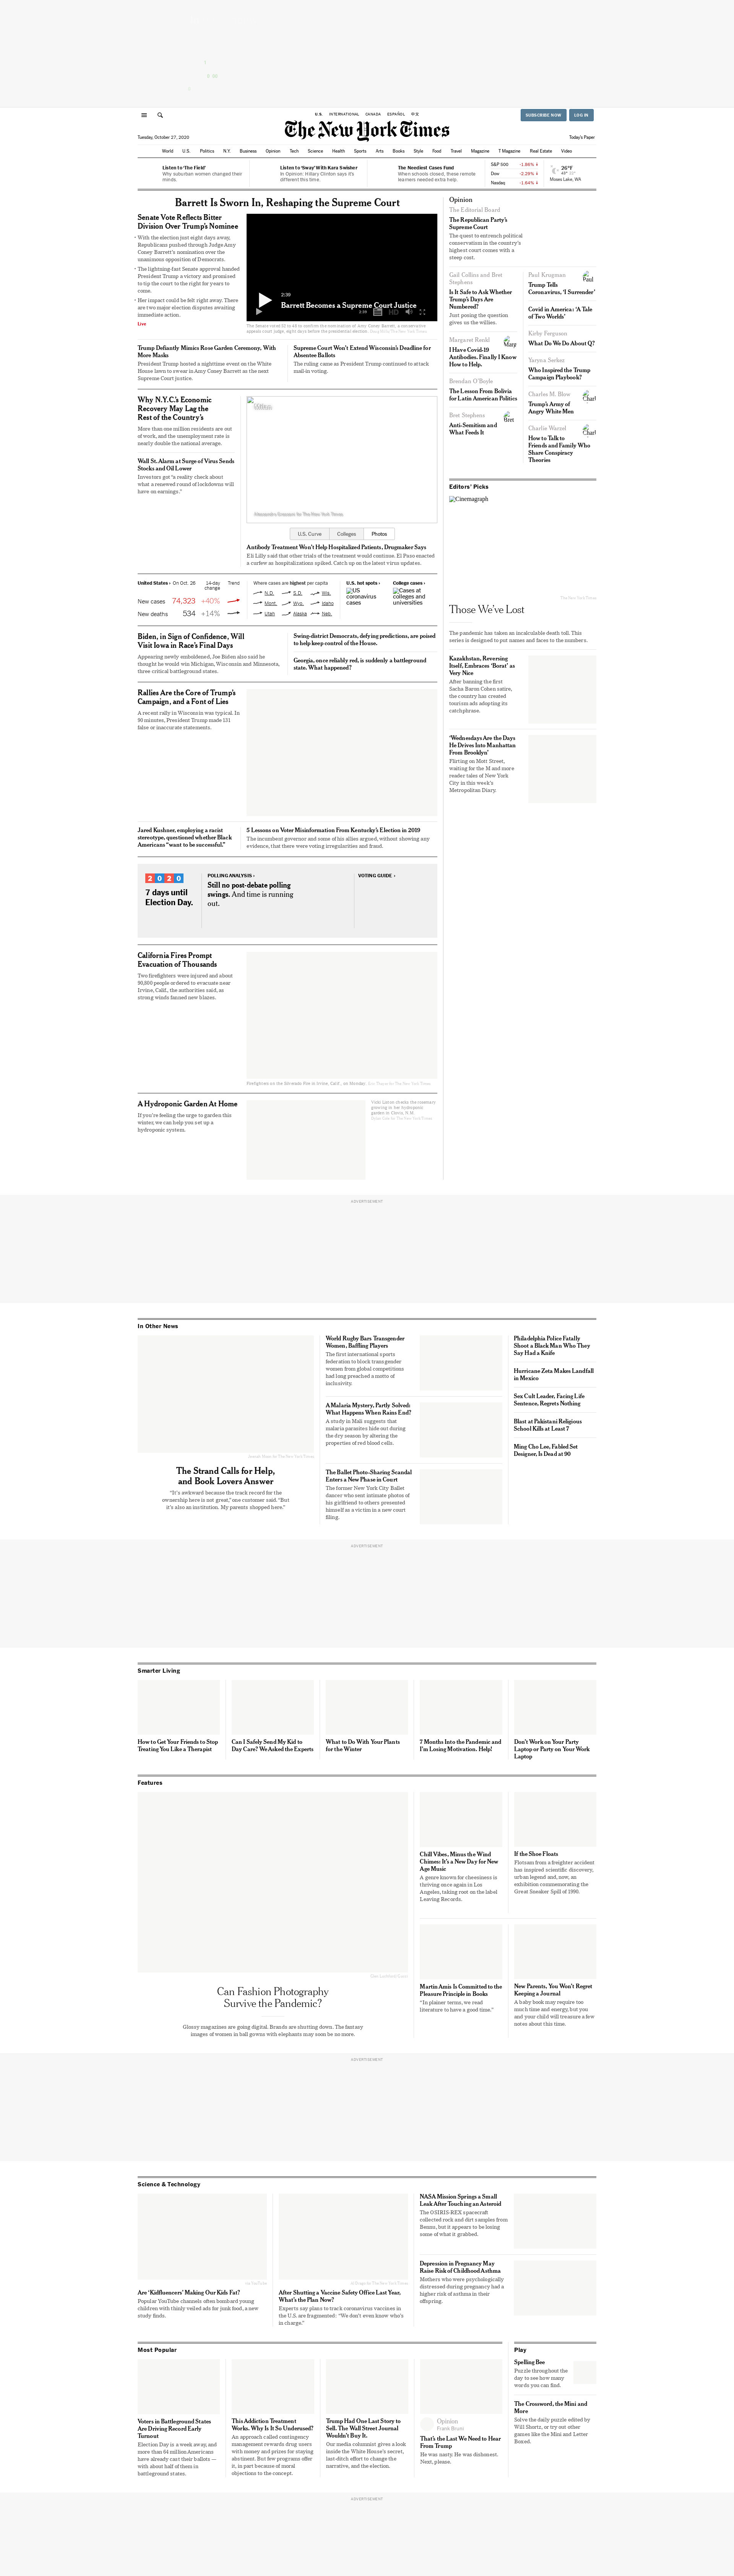 U.S.
INTERNATIONAL
CANADA
ESPAÑOL
中文
SUBSCRIBE NOW
LOG IN
The New York Times
Tuesday, October 27, 2020
Today's Paper
World U.S. Politics N.Y. Business Opinion Tech Science Health Sports Arts Books Style Food Travel Magazine T Magazine Real Estate Video
Listen to 'The Field'
Why suburban women changed their
minds.
Listen to 'Sway' With Kara Swisher
In Opinion: Hillary Clinton says it's
different this time.
The Neediest Cases Fund
When schools closed, these remote
learners needed extra help.
S&P 500 -1.86%
Dow -2.29%
Nasdaq -1.64%
26°F
Moses Lake, WA
Barrett Is Sworn In, Reshaping the Supreme Court
Senate Vote Reflects Bitter
Division Over Trump's Nominee
• With the election just eight days away,
Republicans pushed through Judge Amy
Coney Barrett's nomination over the
unanimous opposition of Democrats.
• The lightning-fast Senate approval handed
President Trump a victory and promised
to tip the court to the right for years to
come.
• Her impact could be felt right away. There
are two major election disputes awaiting
immediate action.
Live
2:39
Barrett Becomes a Supreme Court Justice
2:39
HD
The Senate voted 52 to 48 to confirm the nomination of Amy Coney Barrett, a conservative
appeals court judge, eight days before the presidential election.
Trump Defiantly Mimics Rose Garden Ceremony, With
More Masks
President Trump hosted a nighttime event on the White
House lawn to swear in Amy Coney Barrett as the next
Supreme Court justice.
Supreme Court Won't Extend Wisconsin's Deadline for
Absentee Ballots
The ruling came as President Trump continued to attack
mail-in voting.
Why N.Y.C.'s Economic
Recovery May Lag the
Rest of the Country's
More than one million residents are out
of work, and the unemployment rate is
nearly double the national average.
Wall St. Alarm at Surge of Virus Sends
Stocks and Oil Lower
Investors got "a reality check about
what a renewed round of lockdowns will
have on earnings."
U.S. Curve
Colleges
Photos
Antibody Treatment Won't Help Hospitalized Patients, Drugmaker Says
Eli Lilly said that other trials of the treatment would continue. El Paso enacted
a curfew as hospitalizations spiked. Catch up on the latest virus updates.
United States › On Oct. 26
14-day
change
Trend
New cases 74,323 +40%
New deaths 534 +14%
Where cases are highest per capita
N.D. S.D. Wis.
Mont. Wyo. Idaho
Utah Alaska Neb.
U.S. hot spots ›
US
coronavirus
cases
College cases ›
Cases at
colleges and
universities
Biden, in Sign of Confidence, Will
Visit Iowa in Race's Final Days
Appearing newly emboldened, Joe Biden also said he
thought he would win Michigan, Wisconsin and Minnesota,
three critical battleground states.
Swing-district Democrats, defying predictions, are poised
to help keep control of the House.
Georgia, once reliably red, is suddenly a battleground
state. What happened?
Rallies Are the Core of Trump's
Campaign, and a Font of Lies
A recent rally in Wisconsin was typical. In
90 minutes, President Trump made 131
false or inaccurate statements.
Jared Kushner, employing a racist
stereotype, questioned whether Black
Americans "want to be successful."
5 Lessons on Voter Misinformation From Kentucky's Election in 2019
The incumbent governor and some of his allies argued, without showing any
evidence, that there were voting irregularities and fraud.
2020
7 days until
Election Day.
POLLING ANALYSIS ›
Still no post-debate polling
swings. And time is running
out.
VOTING GUIDE ›
California Fires Prompt
Evacuation of Thousands
Two firefighters were injured and about
90,800 people ordered to evacuate near
Irvine, Calif., the authorities said, as
strong winds fanned new blazes.
Firefighters on the Silverado Fire in Irvine, Calif., on Monday.
A Hydroponic Garden At Home
If you're feeling the urge to garden this
winter, we can help you set up a
hydroponic system.
Opinion
The Editorial Board
The Republican Party's
Supreme Court
The quest to entrench political
conservatism in the country's
highest court comes with a
steep cost.
Gail Collins and Bret
Stephens
Is It Safe to Ask Whether
Trump's Days Are
Numbered?
Just posing the question
gives us the willies.
Margaret Renkl
I Have Covid-19
Antibodies. Finally I Know
How to Help.
Brendan O'Boyle
The Lesson From Bolivia
for Latin American Politics
Bret Stephens
Anti-Semitism and
What Feeds It
Paul Krugman
Trump Tells
Coronavirus, 'I Surrender'
Covid in America: 'A Tale
of Two Worlds'
Kirby Ferguson
What Do We Do About Q?
Yaryna Serkez
Who Inspired the Trump
Campaign Playbook?
Charles M. Blow
Trump's Army of
Angry White Men
Charlie Warzel
How to Talk to
Friends and Family Who
Share Conspiracy
Theories
Editors' Picks
Cinemagraph
The New York Times
Those We've Lost
The pandemic has taken an incalculable death toll. This
series is designed to put names and faces to the numbers.
Kazakhstan, Reversing
Itself, Embraces 'Borat' as
Very Nice
After banning the first
Sacha Baron Cohen satire,
the country has created
tourism ads adopting its
catchphrase.
'Wednesdays Are the Days
He Drives Into Manhattan
From Brooklyn'
Flirting on Mott Street,
waiting for the M and more
reader tales of New York
City in this week's
Metropolitan Diary.
ADVERTISEMENT
In Other News
The Strand Calls for Help,
and Book Lovers Answer
"It's awkward because the track record for the
ownership here is not great," one customer said. "But
it's also an institution. My parents shopped here."
World Rugby Bars Transgender
Women, Baffling Players
The first international sports
federation to block transgender
women from global competitions
had long preached a motto of
inclusivity.
A Malaria Mystery, Partly Solved:
What Happens When Rains End?
A study in Mali suggests that
malaria parasites hide out during
the dry season by altering the
properties of red blood cells.
The Ballet Photo-Sharing Scandal
Enters a New Phase in Court
The former New York City Ballet
dancer who sent intimate photos of
his girlfriend to others presented
himself as a victim in a new court
filing.
Philadelphia Police Fatally
Shoot a Black Man Who They
Say Had a Knife
Hurricane Zeta Makes Landfall
in Mexico
Sex Cult Leader, Facing Life
Sentence, Regrets Nothing
Blast at Pakistani Religious
School Kills at Least 7
Ming Cho Lee, Fabled Set
Designer, Is Dead at 90
ADVERTISEMENT
Smarter Living
How to Get Your Friends to Stop
Treating You Like a Therapist
Can I Safely Send My Kid to
Day Care? We Asked the Experts
What to Do With Your Plants
for the Winter
7 Months Into the Pandemic and
I'm Losing Motivation. Help!
Don't Work on Your Party
Laptop or Party on Your Work
Laptop
Features
Can Fashion Photography
Survive the Pandemic?
Glossy magazines are going digital. Brands are shutting down. The fantasy
images of women in ball gowns with elephants may soon be no more.
Chill Vibes, Minus the Wind
Chimes: It's a New Day for New
Age Music
A genre known for cheesiness is
thriving once again in Los
Angeles, taking root on the label
Leaving Records.
If the Shoe Floats
Flotsam from a freighter accident
has inspired scientific discovery,
urban legend and, now, an
exhibition commemorating the
Great Sneaker Spill of 1990.
Martin Amis Is Committed to the
Pleasure Principle in Books
"In plainer terms, we read
literature to have a good time."
New Parents, You Won't Regret
Keeping a Journal
A baby book may require too
much time and energy, but you
and your child will treasure a few
notes about this time.
ADVERTISEMENT
Science & Technology
Are 'Kidfluencers' Making Our Kids Fat?
Popular YouTube channels often bombard young
children with thinly veiled ads for junk food, a new
study finds.
After Shutting a Vaccine Safety Office Last Year,
What's the Plan Now?
Experts say plans to track coronavirus vaccines in
the U.S. are fragmented: "We don't even know who's
in charge."
NASA Mission Springs a Small
Leak After Touching an Asteroid
The OSIRIS-REX spacecraft
collected rock and dirt samples from
Bennu, but it appears to be losing
some of what it grabbed.
Depression in Pregnancy May
Raise Risk of Childhood Asthma
Mothers who were psychologically
distressed during pregnancy had a
higher risk of asthma in their
offspring.
Most Popular
Voters in Battleground States
Are Driving Record Early
Turnout
Election Day is a week away, and
more than 64 million Americans
have already cast their ballots —
with about half of them in
battleground states.
This Addiction Treatment
Works. Why Is It So Underused?
An approach called contingency
management rewards drug users
with money and prizes for staying
abstinent. But few programs offer
it, in part because of moral
objections to the concept.
Trump Had One Last Story to
Sell. The Wall Street Journal
Wouldn't Buy It.
Our media columnist gives a look
inside the White House's secret,
last-ditch effort to change the
narrative, and the election.
Opinion
Frank Bruni
That's the Last We Need to Hear
From Trump
He was nasty. He was dishonest.
Next, please.
Play
Spelling Bee
Puzzle throughout the
day to see how many
words you can find.
The Crossword, the Mini and
More
Solve the daily puzzle edited by
Will Shortz, or try out other
games like the Mini and Letter
Boxed.
ADVERTISEMENT